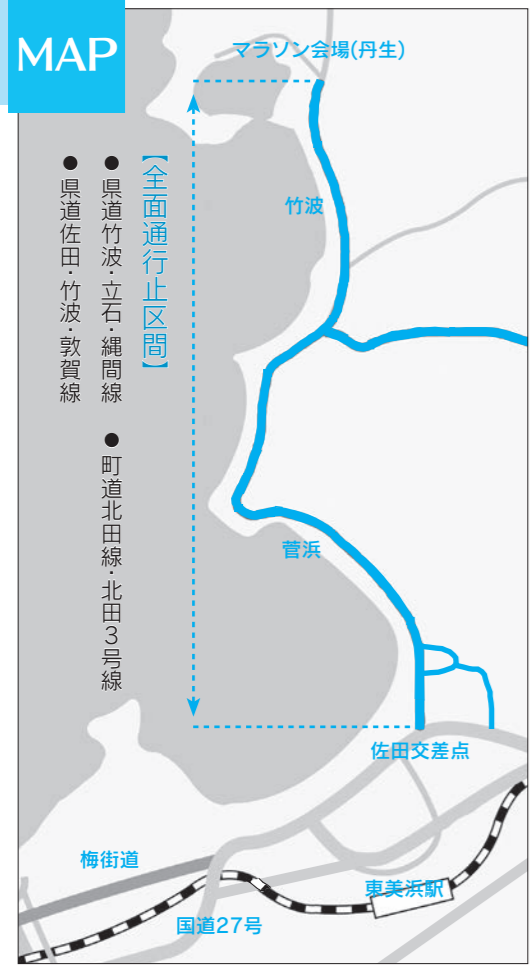 MAP
マラソン会場(丹生)
【全面通行止区間】
● 県道竹波・立石・縄間線　● 町道北田線・北田3号線
● 県道佐田・竹波・敦賀線
竹波
菅浜
佐田交差点
梅街道
東美浜駅
国道27号